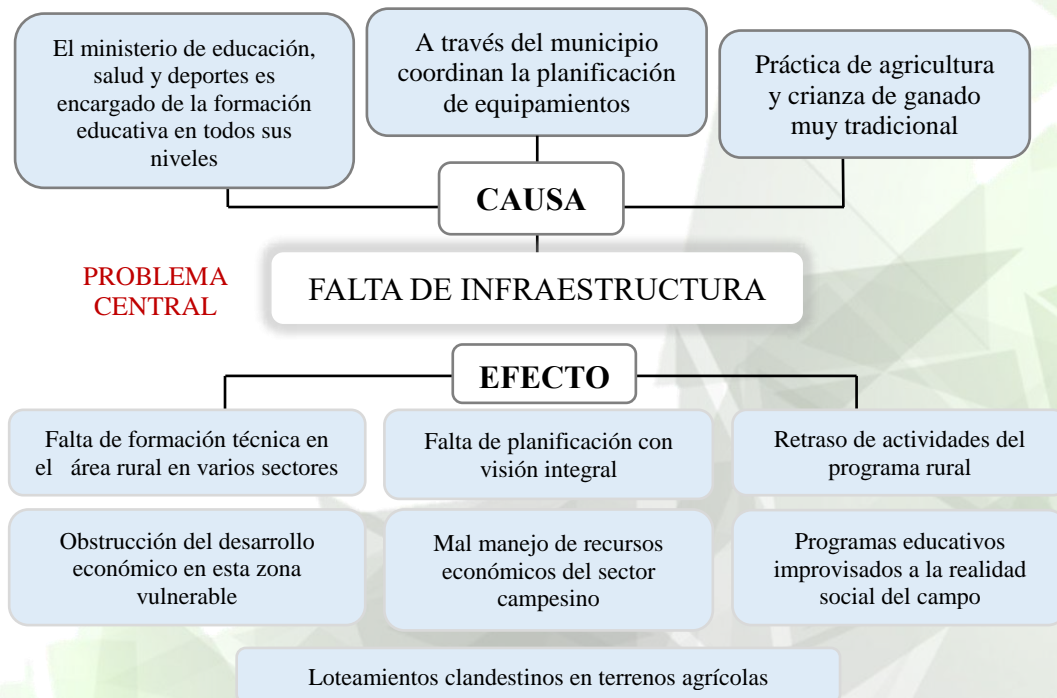 El ministerio de educación,
salud y deportes es
encargado de la formación
educativa en todos sus
niveles
A través del municipio
coordinan la planificación
de equipamientos
Práctica de agricultura
y crianza de ganado
muy tradicional
CAUSA
PROBLEMA
CENTRAL
FALTA DE INFRAESTRUCTURA
EFECTO
Falta de formación técnica en
el área rural en varios sectores
Falta de planificación con
visión integral
Retraso de actividades del
programa rural
Obstrucción del desarrollo
económico en esta zona
vulnerable
Mal manejo de recursos
económicos del sector
campesino
Programas educativos
improvisados a la realidad
social del campo
Loteamientos clandestinos en terrenos agrícolas